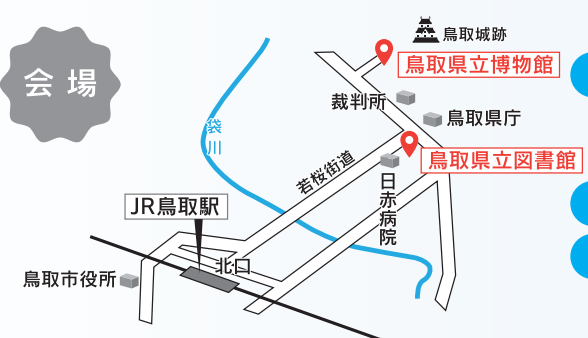 会場
鳥取城跡
鳥取県立博物館
裁判所
鳥取県庁
袋川
鳥取県立図書館
若桜街道
日赤病院
JR鳥取駅
北口
鳥取市役所